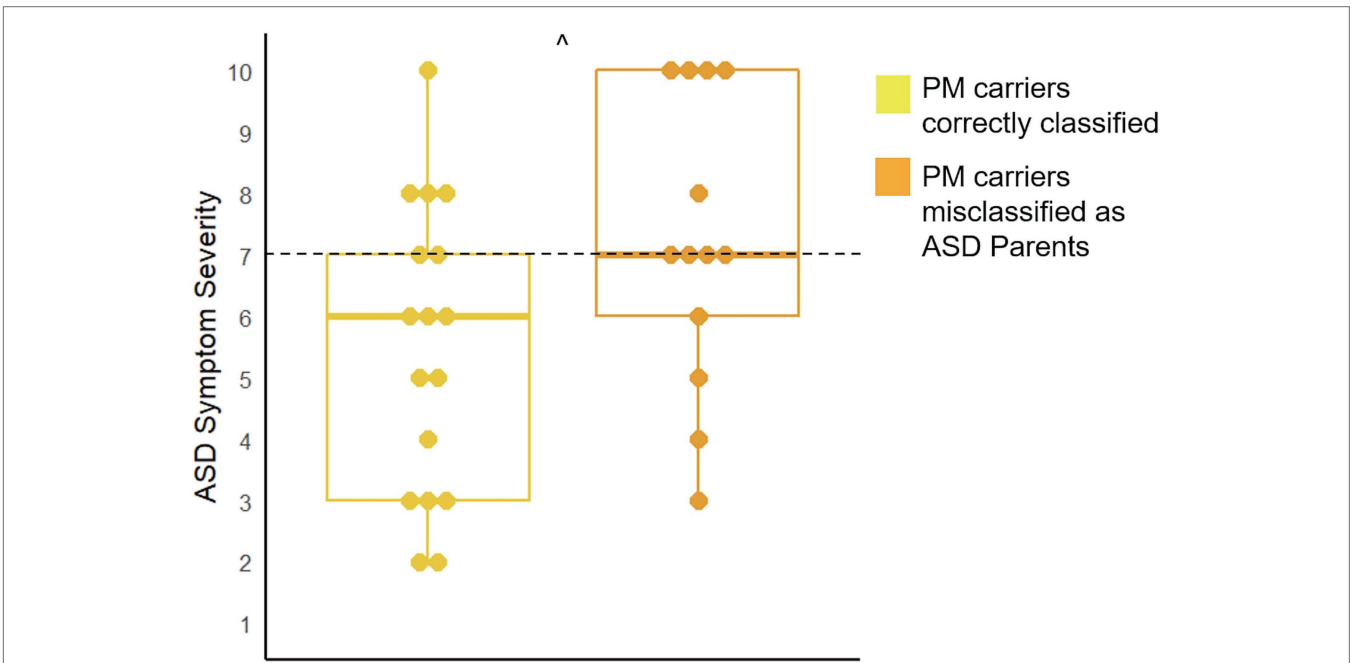 ^
10
9
8
7
6
5
4
3
2
1
ASD Symptom Severity
PM carriers
correctly classified
PM carriers
misclassified as
ASD Parents